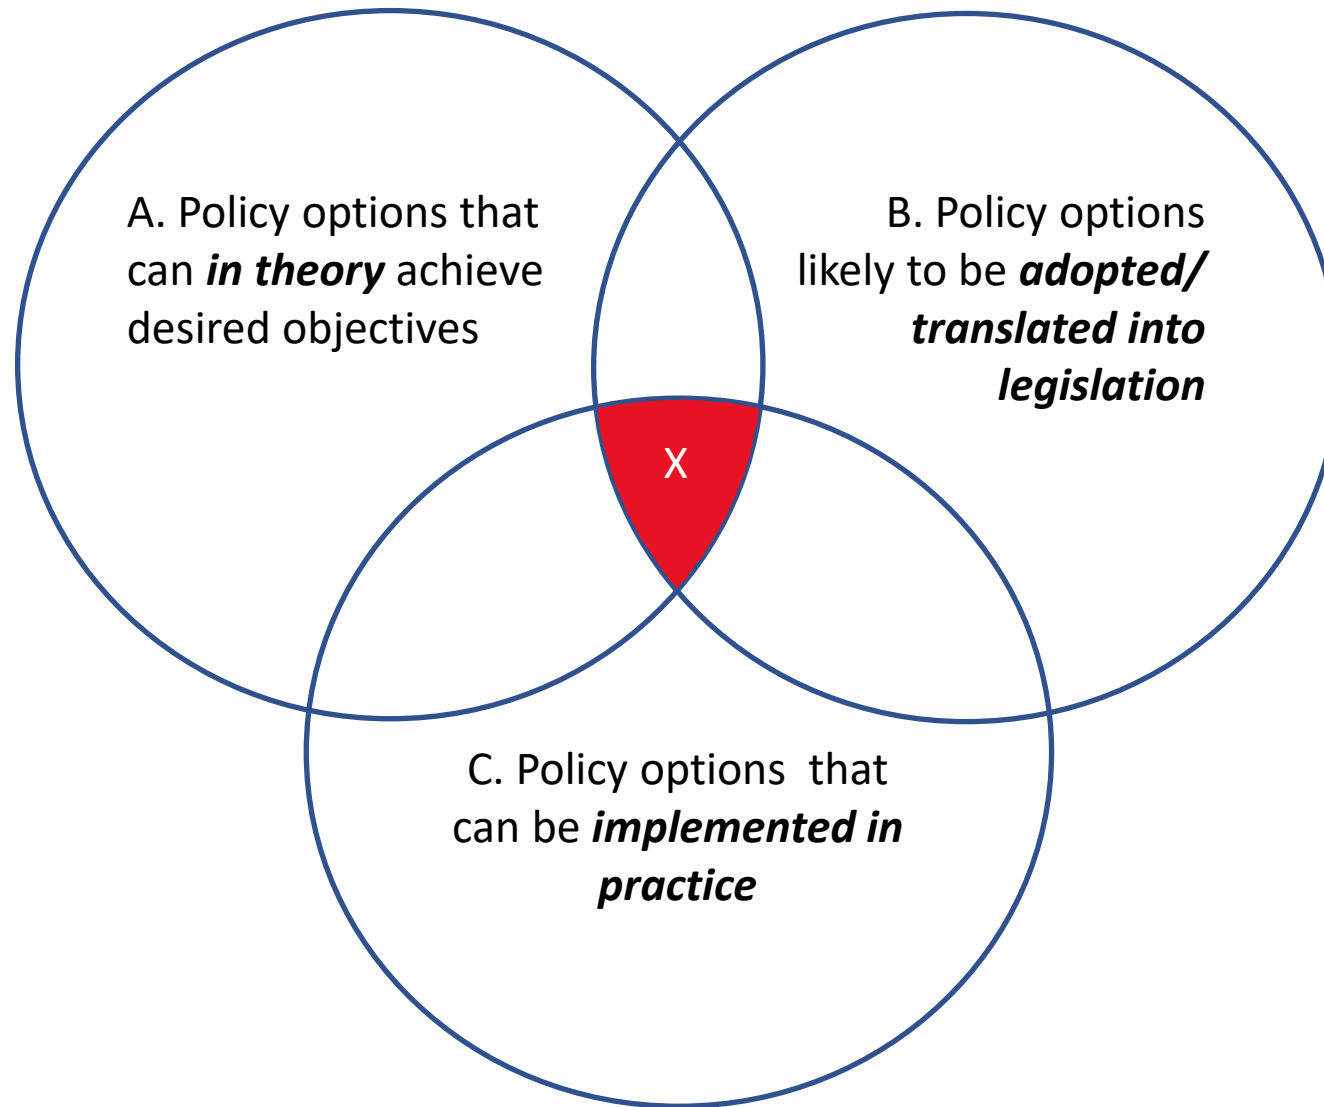 A. Policy options that
can in theory achieve
desired objectives
B. Policy options
likely to be adopted/
translated into
legislation
X
C. Policy options  that
can be implemented in
practice